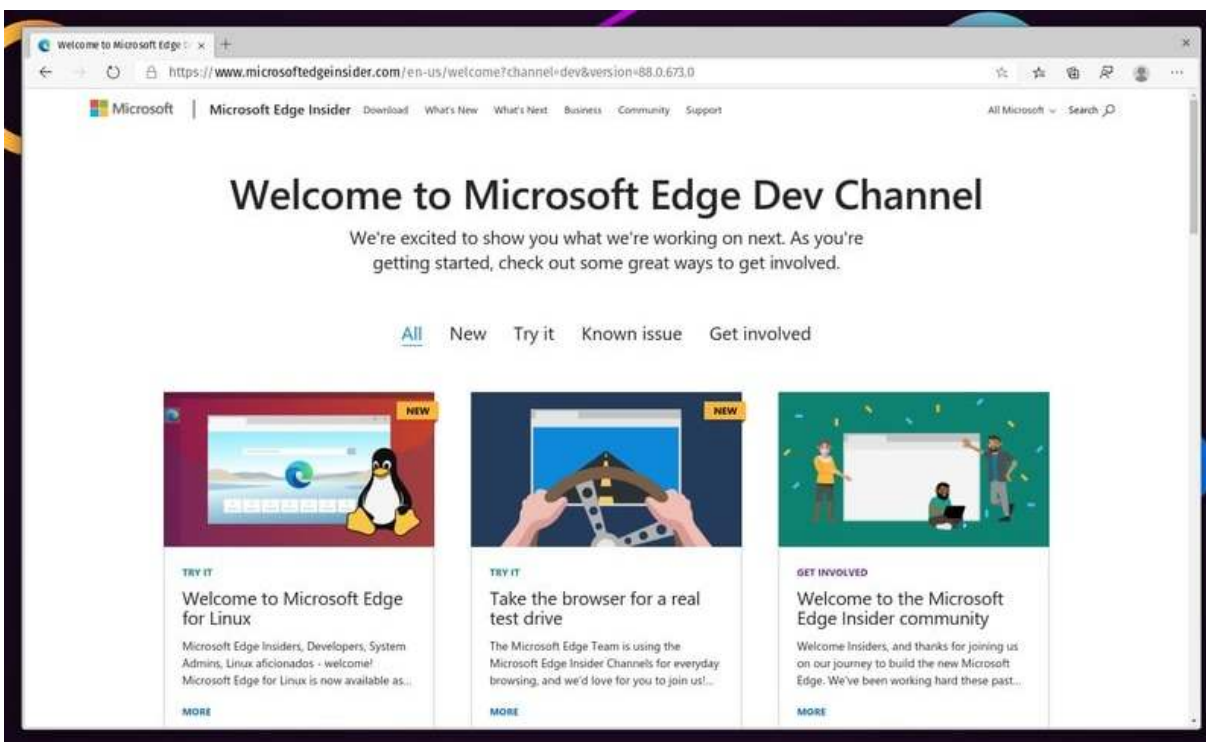 Welcome to Microsoft Edge
https://www.microsoftedgeinsider.com/en-us/welcome?channel=dev&version=88.0.673.0
Microsoft | Microsoft Edge Insider Download What's New What's Next Business Community Support All Microsoft Search
Welcome to Microsoft Edge Dev Channel
We're excited to show you what we're working on next. As you're
getting started, check out some great ways to get involved.
All New Try it Known issue Get involved
NEW
TRY IT
Welcome to Microsoft Edge
for Linux
Microsoft Edge Insiders, Developers, System
Admins, Linux aficionados - welcome!
Microsoft Edge for Linux is now available as...
MORE
NEW
TRY IT
Take the browser for a real
test drive
The Microsoft Edge Team is using the
Microsoft Edge Insider Channels for everyday
browsing, and we'd love for you to join us!...
MORE
GET INVOLVED
Welcome to the Microsoft
Edge Insider community
Welcome Insiders, and thanks for joining us
on our journey to build the new Microsoft
Edge. We've been working hard these past...
MORE